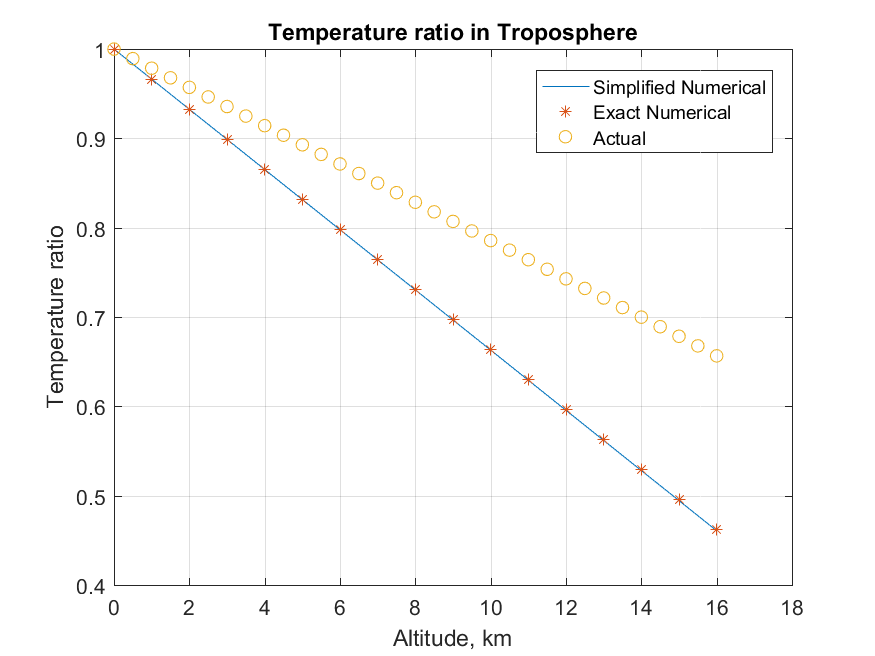 Temperature ratio in Troposphere
Simplified Numerical
Exact Numerical
Actual
1
0.9
0.8
0.7
0.6
0.5
0.4
Temperature ratio
0 2 4 6 8 10 12 14 16 18
Altitude, km